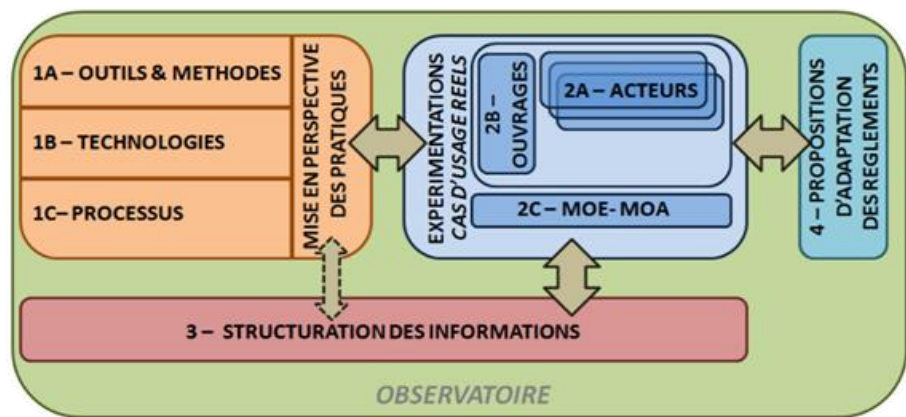 1A – OUTILS & METHODES
1B – TECHNOLOGIES
1C– PROCESSUS
MISE EN PERSPECTIVE
DES PRATIQUES
EXPERIMENTATIONS
CAS D'USAGE REELS
2B –
OUVRAGES
2A – ACTEURS
2C – MOE- MOA
4 – PROPOSITIONS
D'ADAPTATION
DES REGLEMENTS
3 – STRUCTURATION DES INFORMATIONS
OBSERVATOIRE